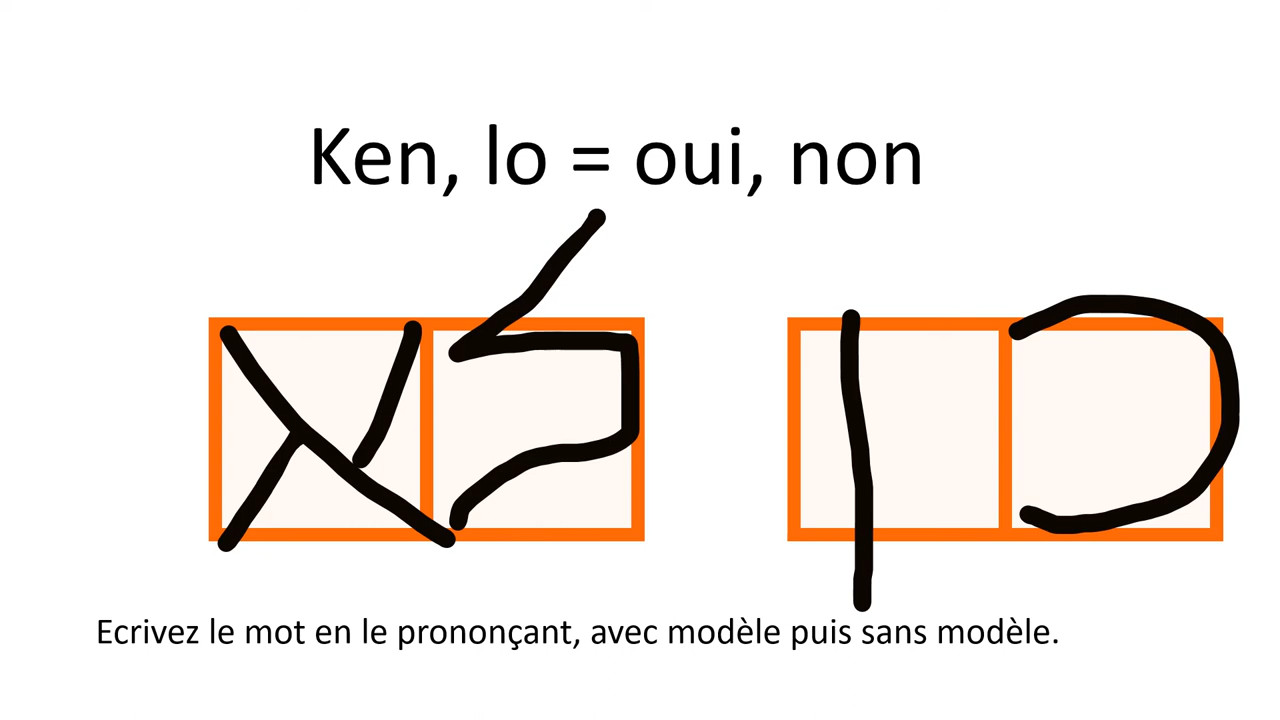 Ken, lo = oui, non
לא כן
Ecrivez le mot en le prononçant, avec modèle puis sans modèle.